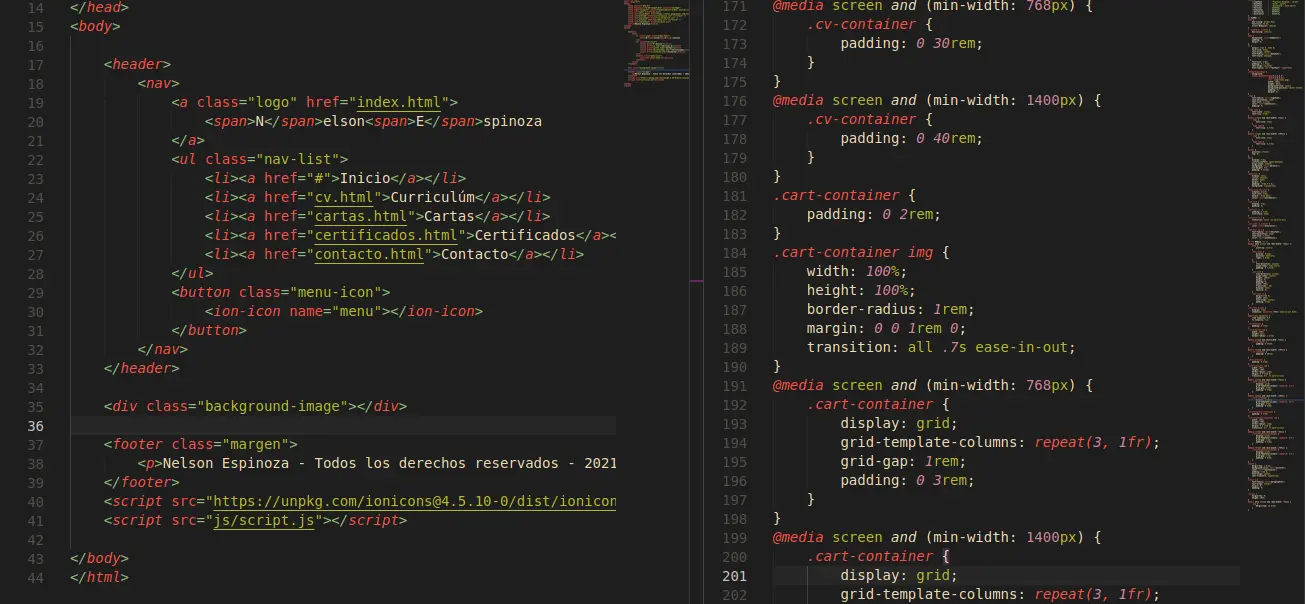 14 </head>
15 <body>
16
17 <header>
18 <nav>
19 <a class="logo" href="index.html">
20 <span>N</span>elson<span>E</span>spinoza
21 </a>
22 <ul class="nav-list">
23 <li><a href="#">Inicio</a></li>
24 <li><a href="cv.html">Curriculúm</a></li>
25 <li><a href="cartas.html">Cartas</a></li>
26 <li><a href="certificados.html">Certificados</a><
27 <li><a href="contacto.html">Contacto</a></li>
28 </ul>
29 <button class="menu-icon">
30 <ion-icon name="menu"></ion-icon>
31 </button>
32 </nav>
33 </header>
34
35 <div class="background-image"></div>
36
37 <footer class="margen">
38 <p>Nelson Espinoza - Todos los derechos reservados - 2021
39 </footer>
40 <script src="https://unpkg.com/ionicons@4.5.10-0/dist/ionicon
41 <script src="js/script.js"></script>
42
43 </body>
44 </html>
171 @media screen and (min-width: 768px) {
172 .cv-container {
173 padding: 0 30rem;
174 }
175 }
176 @media screen and (min-width: 1400px) {
177 .cv-container {
178 padding: 0 40rem;
179 }
180 }
181 .cart-container {
182 padding: 0 2rem;
183 }
184 .cart-container img {
185 width: 100%;
186 height: 100%;
187 border-radius: 1rem;
188 margin: 0 0 1rem 0;
189 transition: all .7s ease-in-out;
190 }
191 @media screen and (min-width: 768px) {
192 .cart-container {
193 display: grid;
194 grid-template-columns: repeat(3, 1fr);
195 grid-gap: 1rem;
196 padding: 0 3rem;
197 }
198 }
199 @media screen and (min-width: 1400px) {
200 .cart-container {
201 display: grid;
202 grid-template-columns: repeat(3, 1fr);